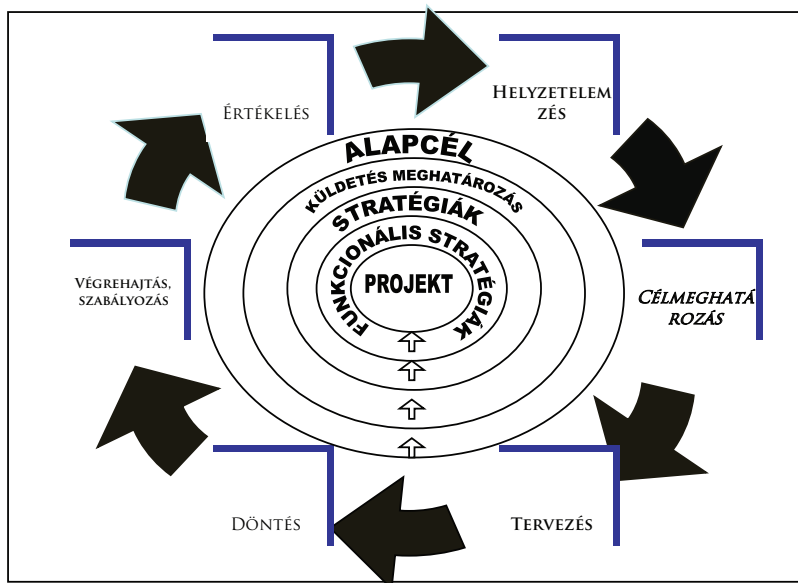 ÉRTÉKELÉS
HELYZETELEM
ZÉS
ALAPCÉL
KÜLDETÉS MEGHATÁROZÁS
STRATÉGIÁK
FUNKCIONÁLIS STRATÉGIÁK
PROJEKT
VÉGREHAJTÁS,
SZABÁLYOZÁS
CÉLMEGHATÁ
ROZÁS
DÖNTÉS
TERVEZÉS